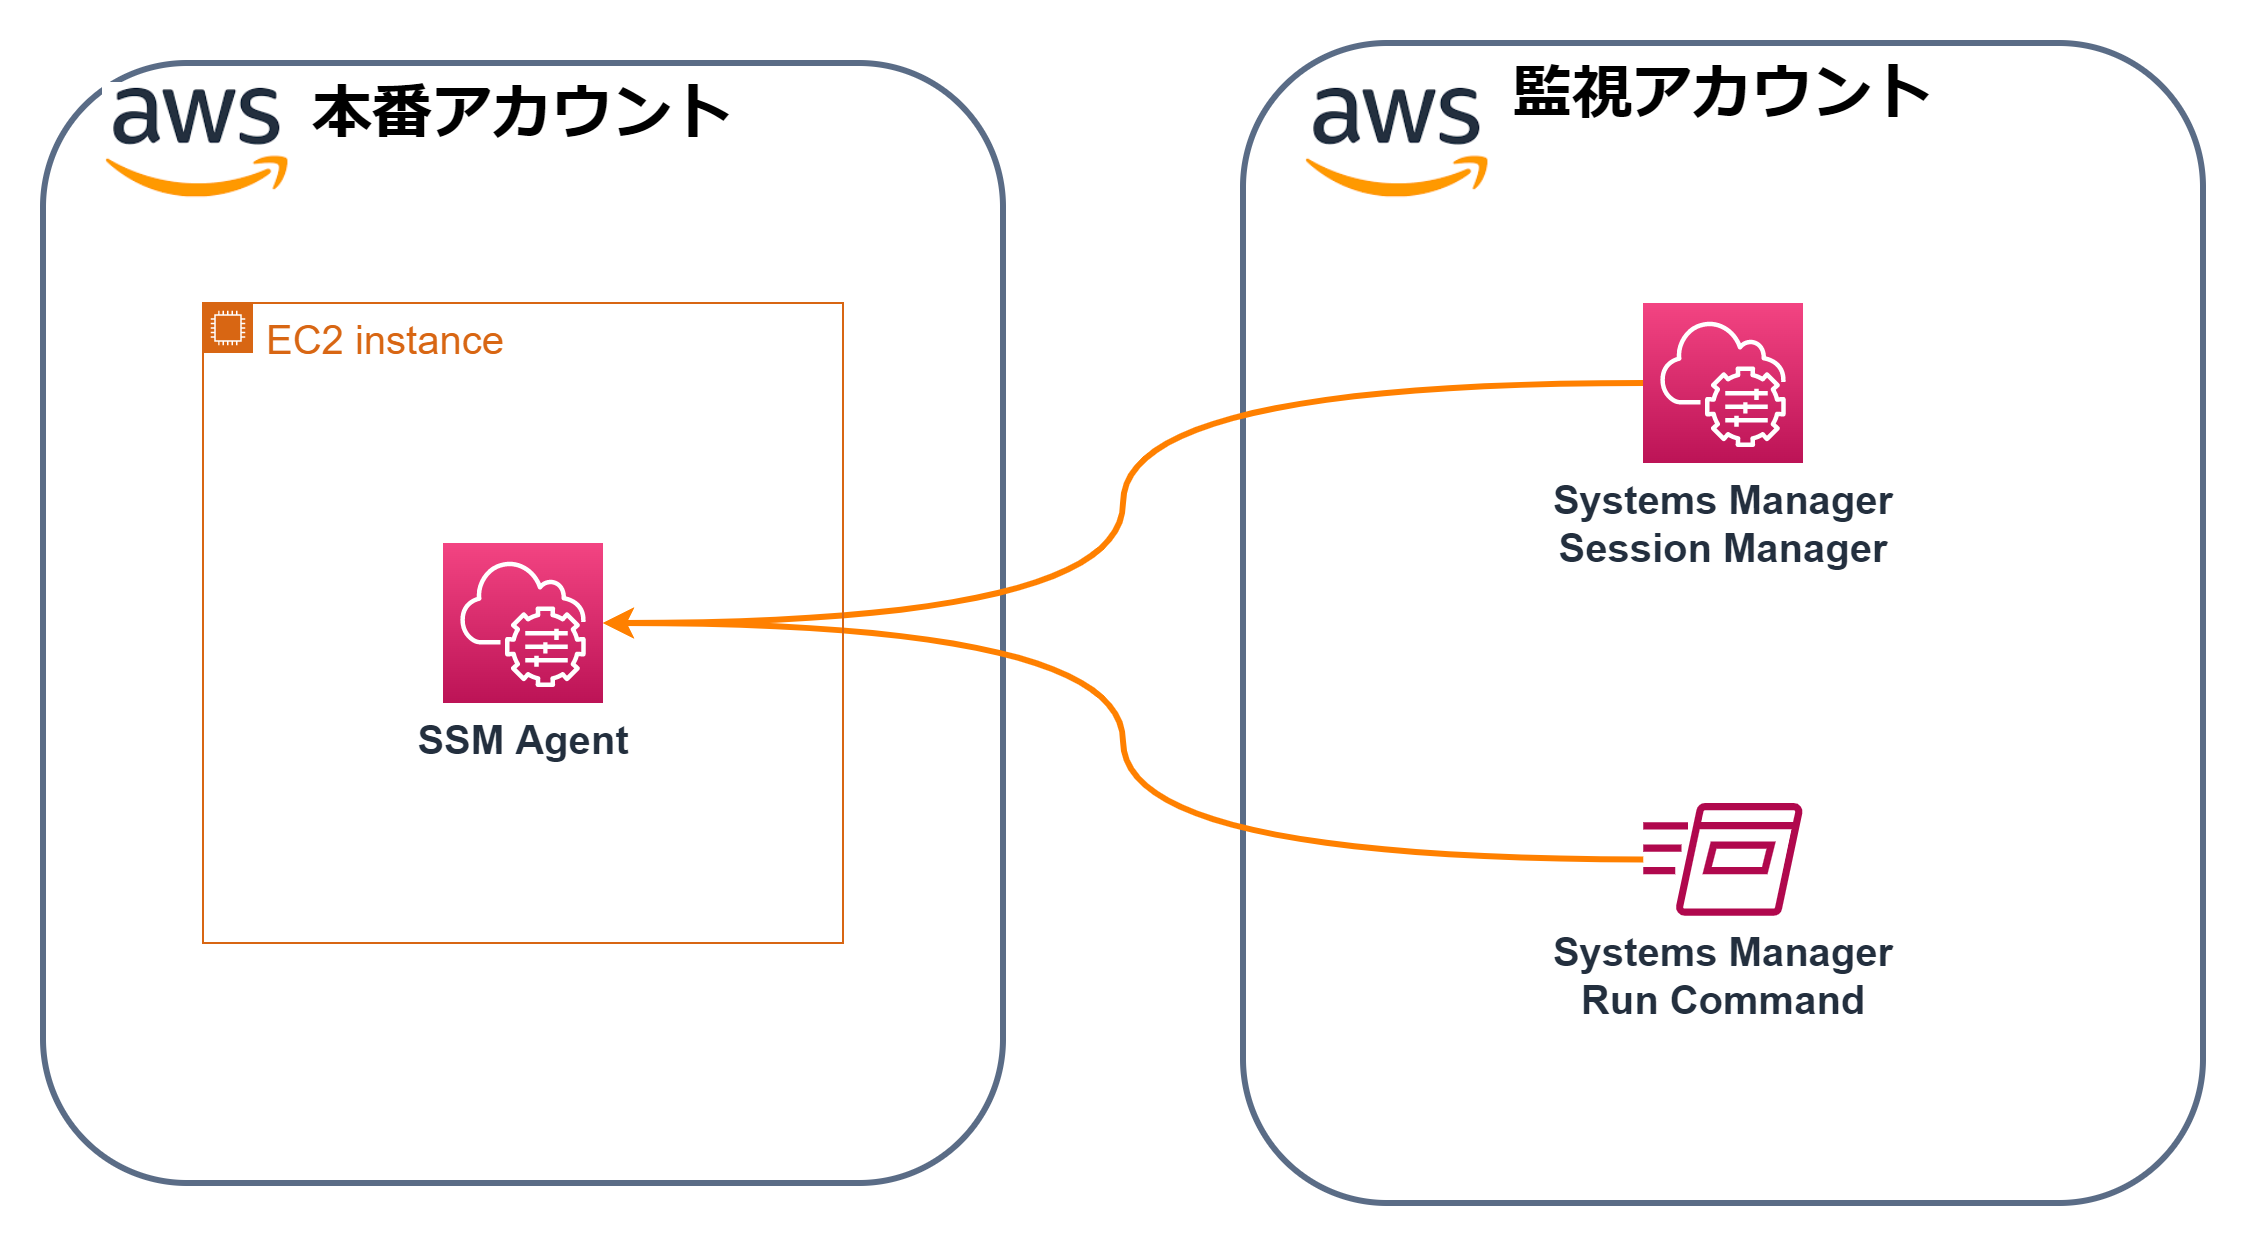 aws 本番アカウント
EC2 instance
SSM Agent
aws 監視アカウント
Systems Manager
Session Manager
Systems Manager
Run Command